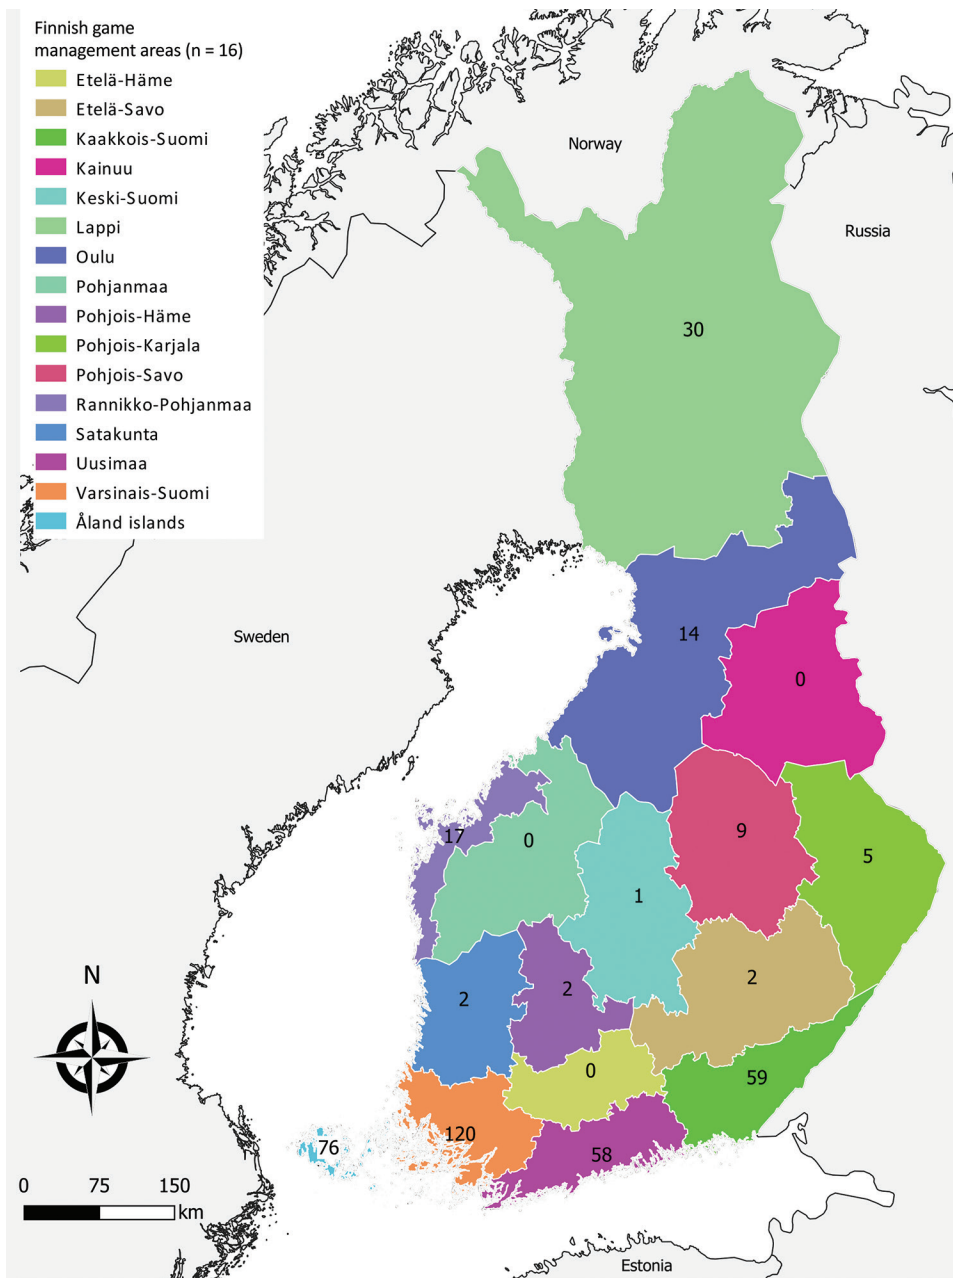 Finnish game
management areas (n = 16)
Etelä-Häme
Etelä-Savo
Kaakkois-Suomi
Kainuu
Keski-Suomi
Lappi
Oulu
Pohjanmaa
Pohjois-Häme
Pohjois-Karjala
Pohjois-Savo
Rannikko-Pohjanmaa
Satakunta
Uusimaa
Varsinais-Suomi
Åland islands
Norway
Russia
30
Sweden
14
0
17
0
9
5
1
2
2
2
N
0
59
120
76
58
0 75 150
km
Estonia